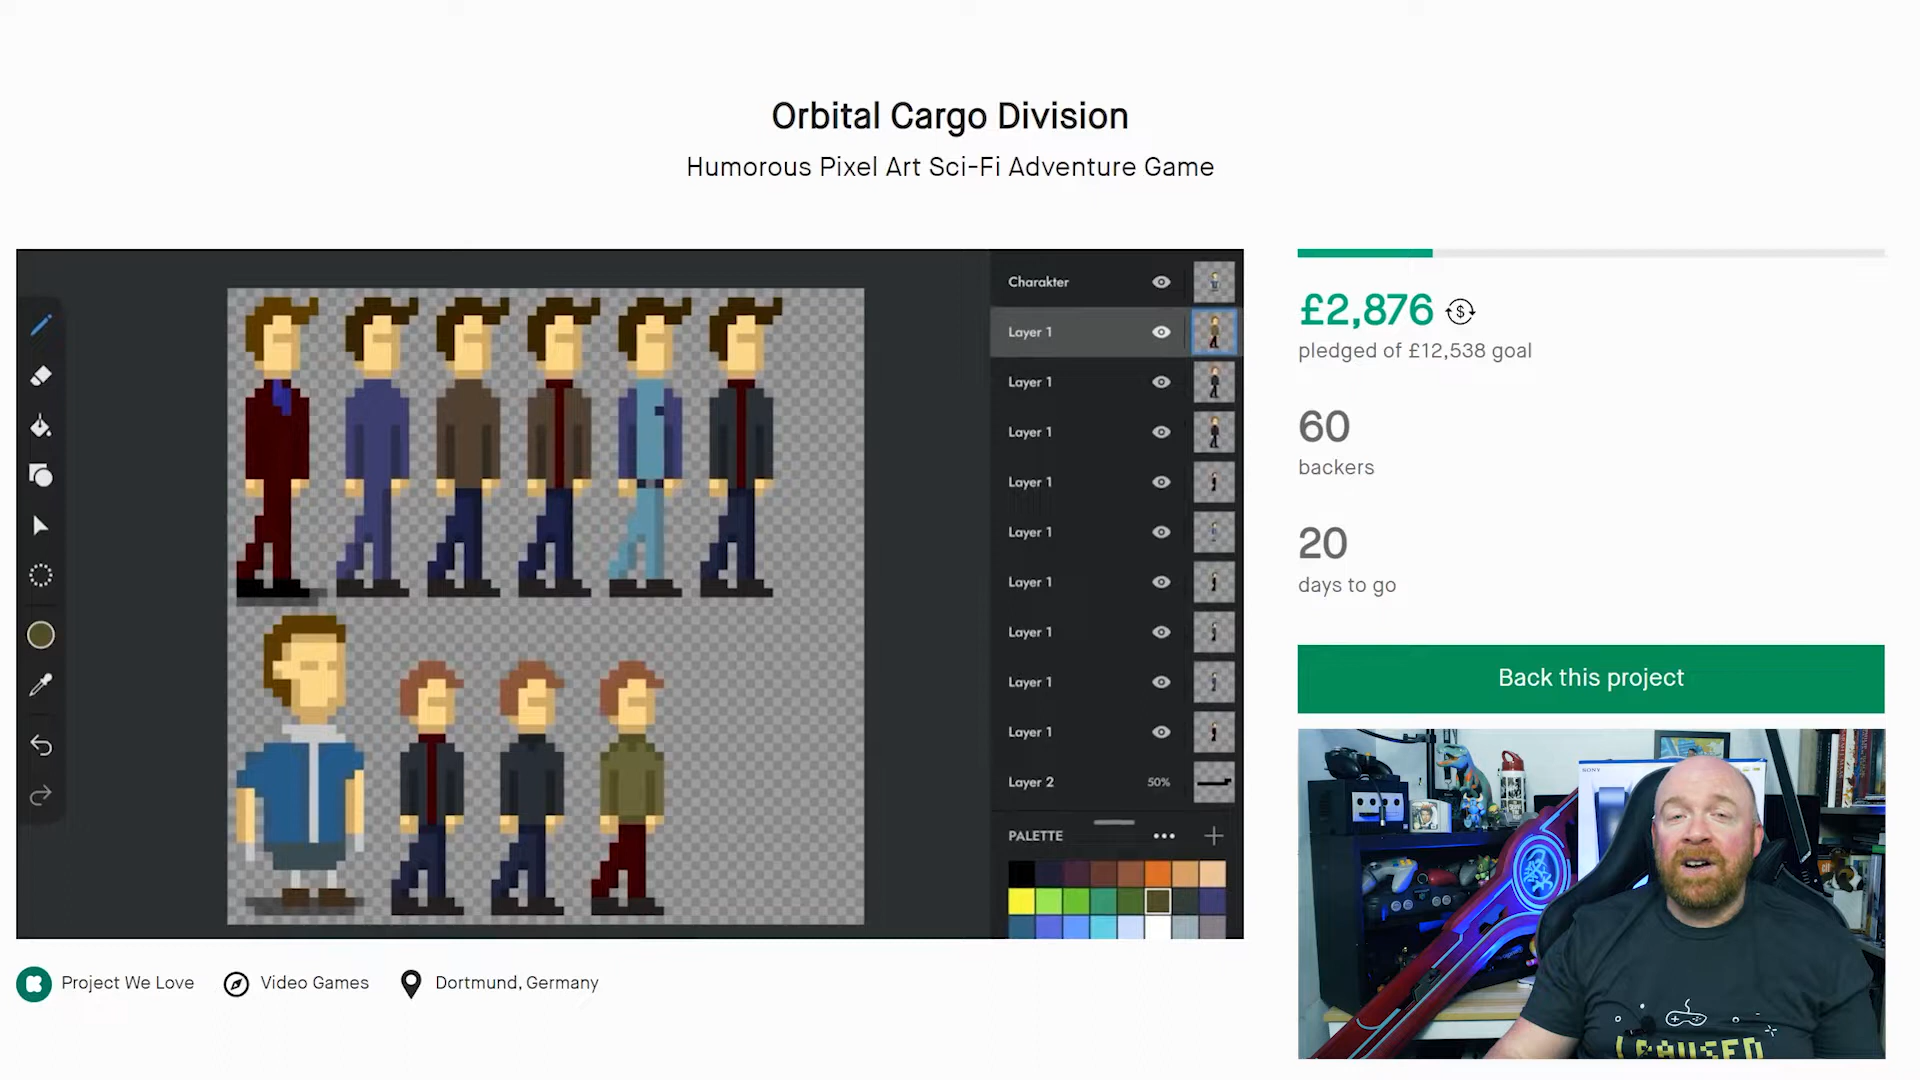 Orbital Cargo Division
Humorous Pixel Art Sci-Fi Adventure Game
Charakter
Layer 1
Layer 1
Layer 1
Layer 1
Layer 1
Layer 1
Layer 1
Layer 1
Layer 1
Layer 2 50%
PALETTE
£2,876
pledged of £12,538 goal
60
backers
20
days to go
Back this project
SONY
I PAUSED
Project We Love
Video Games
Dortmund, Germany